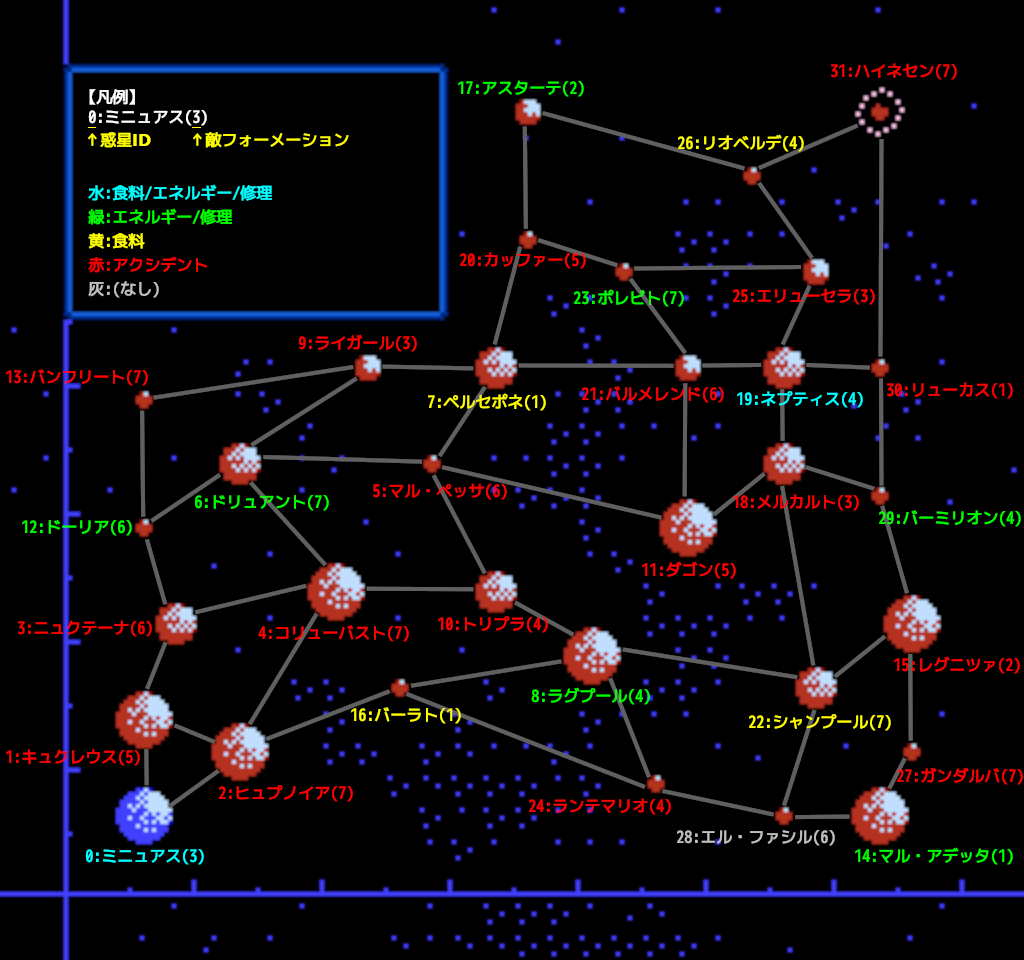 【凡例】
0:ミニュアス(3)
↑惑星ID ↑敵フォーメーション
水:食料/エネルギー/修理
緑:エネルギー/修理
黄:食料
赤:アクシデント
灰:(なし)
31:ハイネセン(7)
17:アスターテ(2)
26:リオベルデ(4)
20:カッファー(5)
23:ポレビト(7)
25:エリューセラ(3)
9:ライガール(3)
13:バンフリート(7)
7:ペルセポネ(1)
21:バルメレンド(6)
19:ネプティス(4)
30:リューカス(1)
6:ドリュアント(7)
5:マル・ペッサ(6)
18:メルカルト(3)
12:ドーリア(6)
29:バーミリオン(4)
11:ダゴン(5)
3:ニュクテーナ(6)
4:コリューバスト(7)
10:トリプラ(4)
15:レグニツァ(2)
8:ラグプール(4)
16:バーラト(1)
22:シャンプール(7)
1:キュクレウス(5)
2:ヒュプノイア(7)
27:ガンダルバ(7)
24:ランテマリオ(4)
28:エル・ファシル(6)
0:ミニュアス(3)
14:マル・アデッタ(1)